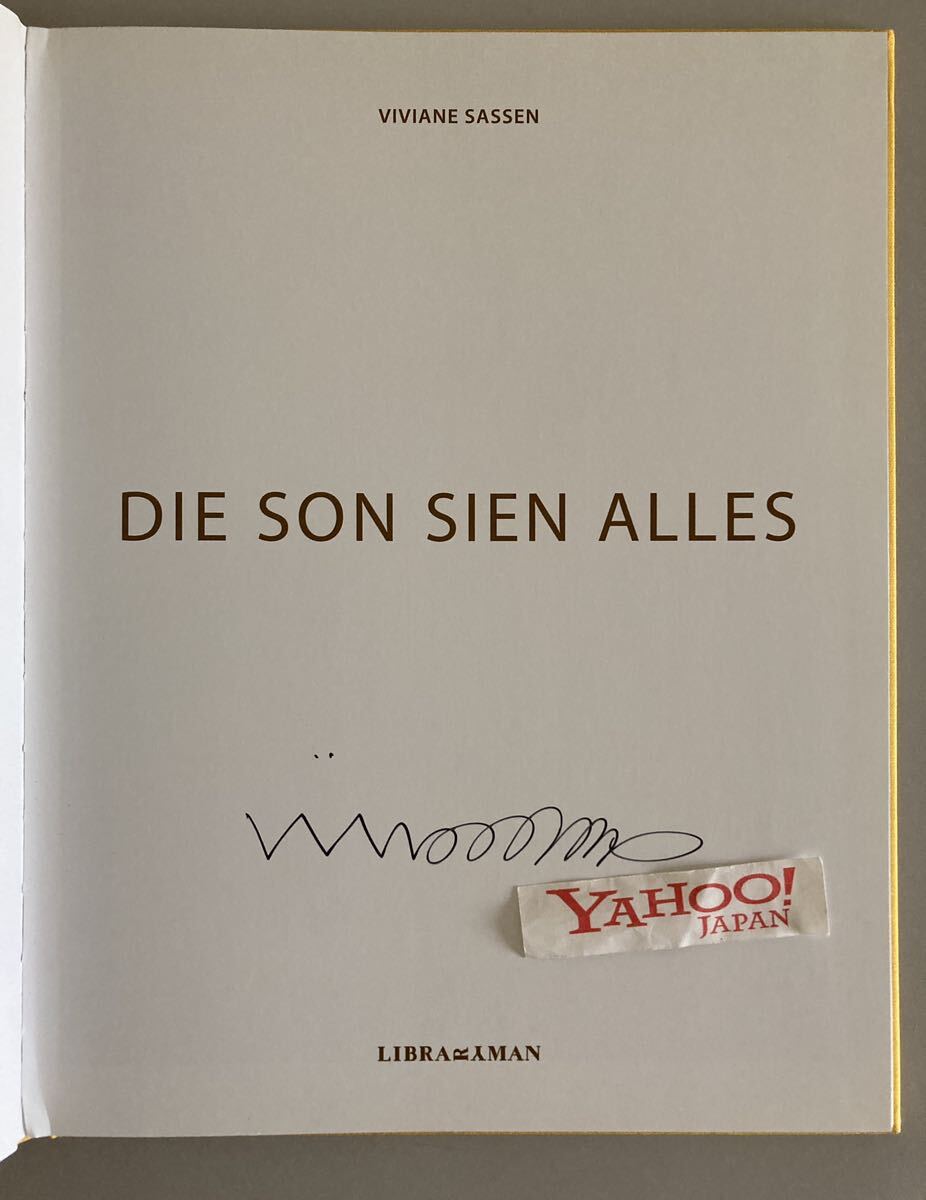 VIVIANE SASSEN
DIE SON SIEN ALLES
YAHOO!
JAPAN
LIBRARYMAN